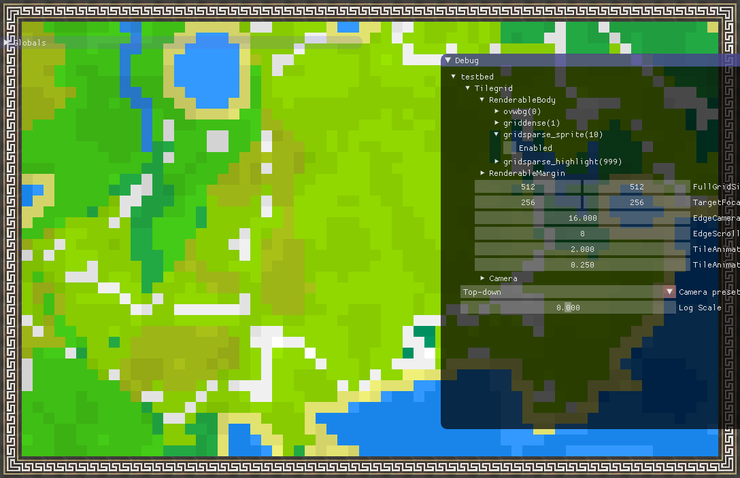 Globals
Debug
testbed
Tilegrid
RenderableBody
ovwbg(0)
griddense(1)
gridsparse_sprite(10)
Enabled
gridsparse_highlight(999)
RenderableMargin
512 512 FullGridSi
256 256 TargetFoca
16.000 EdgeCamera
8 EdgeScroll
2.000 TileAnimat
0.250 TileAnimat
Camera
Top-down Camera preset
0.000 Log Scale